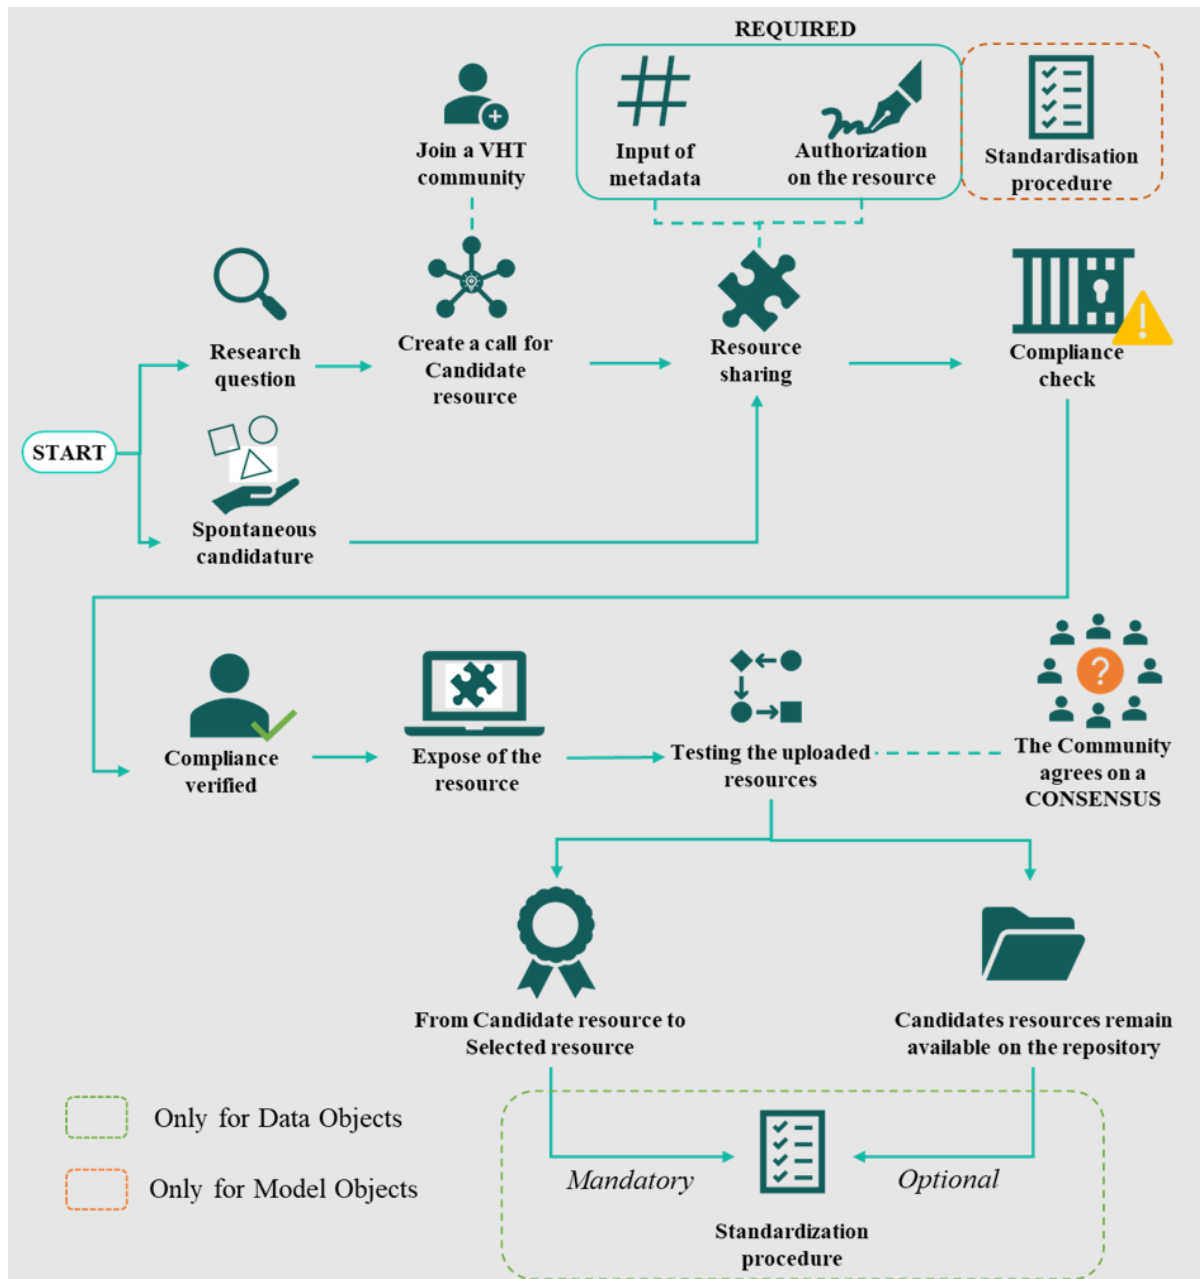 REQUIRED
Join a VHT
community
Input of
metadata
Authorization
on the resource
Standardisation
procedure
Research
question
Create a call for
Candidate
resource
Resource
sharing
Compliance
check
START
Spontaneous
candidature
Compliance
verified
Expose of the
resource
Testing the uploaded
resources
?
The Community
agrees on a
CONSENSUS
From Candidate resource to
Selected resource
Candidates resources remain
available on the repository
Only for Data Objects
Only for Model Objects
Mandatory
Optional
Standardization
procedure